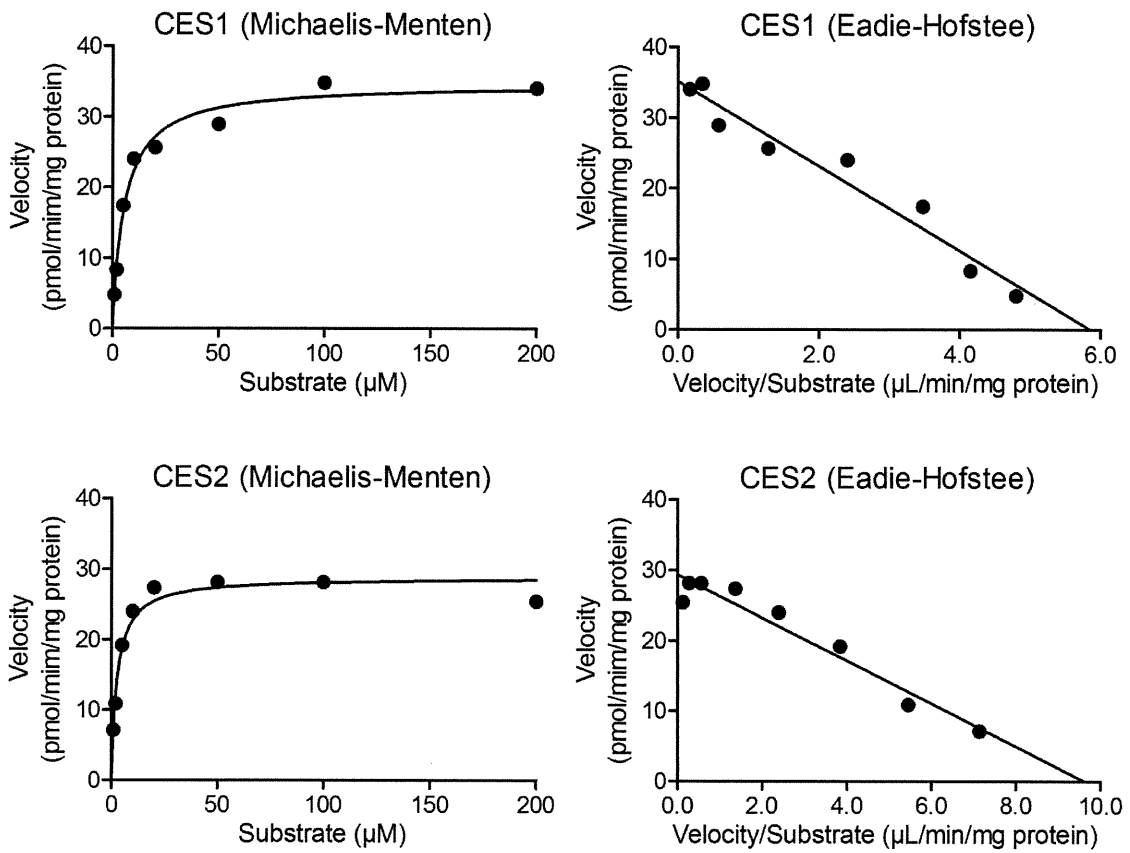 CES1 (Michaelis-Menten)
40
30
20
10
0
0
50
100
150
200
Velocity
(pmol/mim/mg protein)
Substrate (µM)
CES1 (Eadie-Hofstee)
40
30
20
10
0
0.0
2.0
4.0
6.0
Velocity
(pmol/mim/mg protein)
Velocity/Substrate (µL/min/mg protein)
CES2 (Michaelis-Menten)
40
30
20
10
0
0
50
100
150
200
Velocity
(pmol/mim/mg protein)
Substrate (µM)
CES2 (Eadie-Hofstee)
40
30
20
10
0
0.0
2.0
4.0
6.0
8.0
10.0
Velocity
(pmol/mim/mg protein)
Velocity/Substrate (µL/min/mg protein)